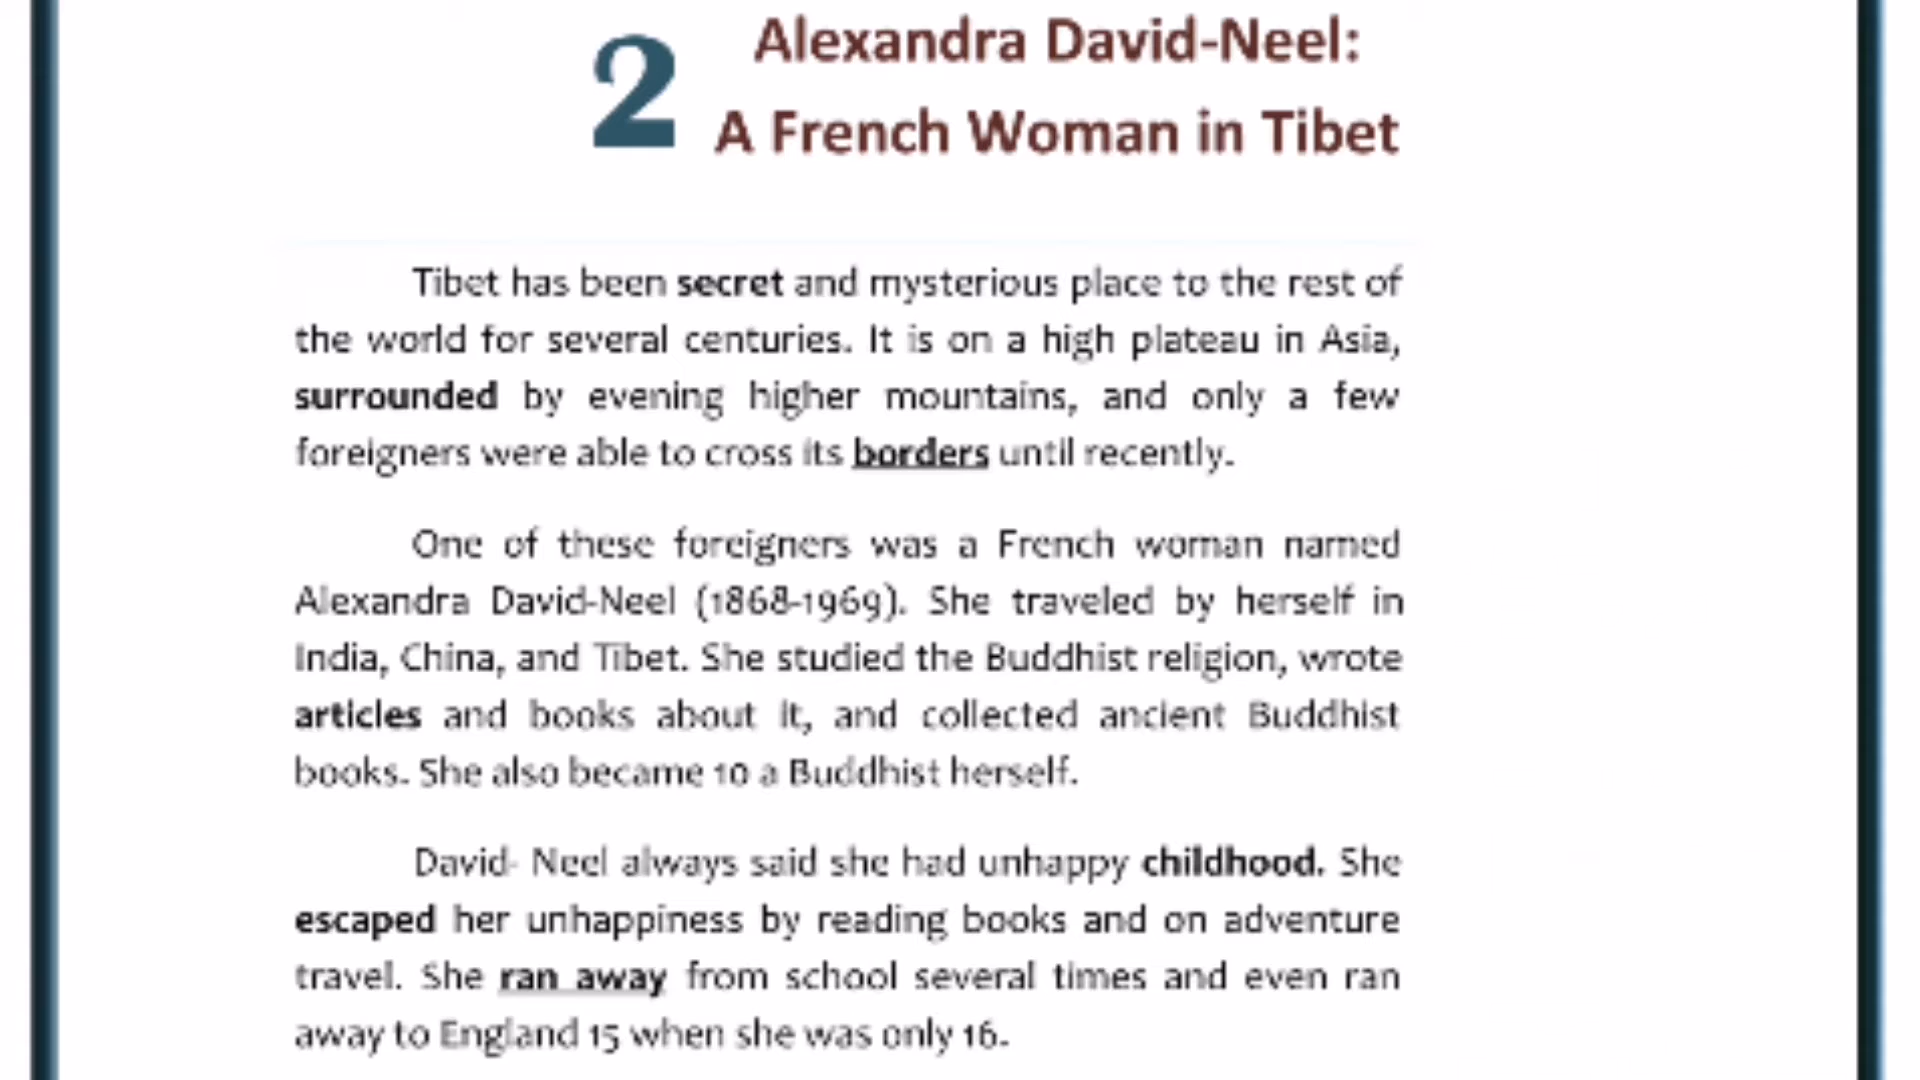 2
Alexandra David-Neel:
A French Woman in Tibet
Tibet has been secret and mysterious place to the rest of
the world for several centuries. It is on a high plateau in Asia,
surrounded by evening higher mountains, and only a few
foreigners were able to cross its borders until recently.
One of these foreigners was a French woman named
Alexandra David-Neel (1868-1969). She traveled by herself in
India, China, and Tibet. She studied the Buddhist religion, wrote
articles and books about it, and collected ancient Buddhist
books. She also became 10 a Buddhist herself.
David- Neel always said she had unhappy childhood. She
escaped her unhappiness by reading books and on adventure
travel. She ran away from school several times and even ran
away to England 15 when she was only 16.